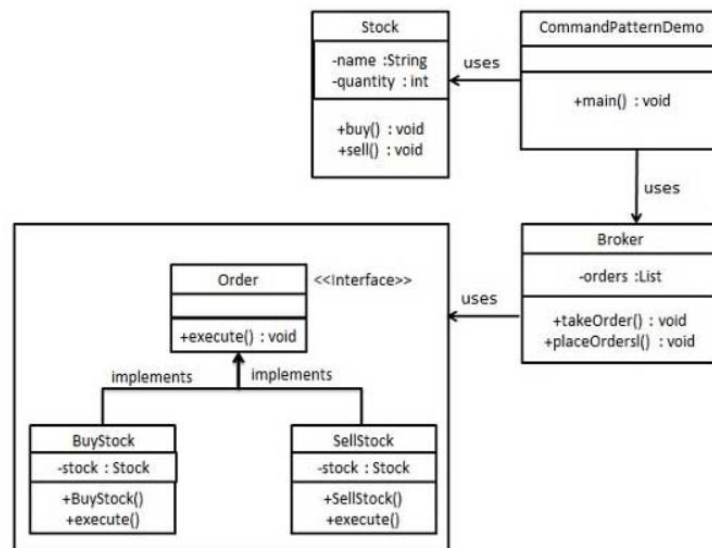 Stock
-name :String
-quantity : int
+buy() : void
+sell() : void
uses
CommandPatternDemo
+main() : void
uses
Broker
-orders :List
+takeOrder() : void
+placeOrdersl() : void
uses
Order
<<Interface>>
+execute() : void
implements
implements
BuyStock
-stock : Stock
+BuyStock()
+execute()
SellStock
-stock : Stock
+SellStock()
+execute()